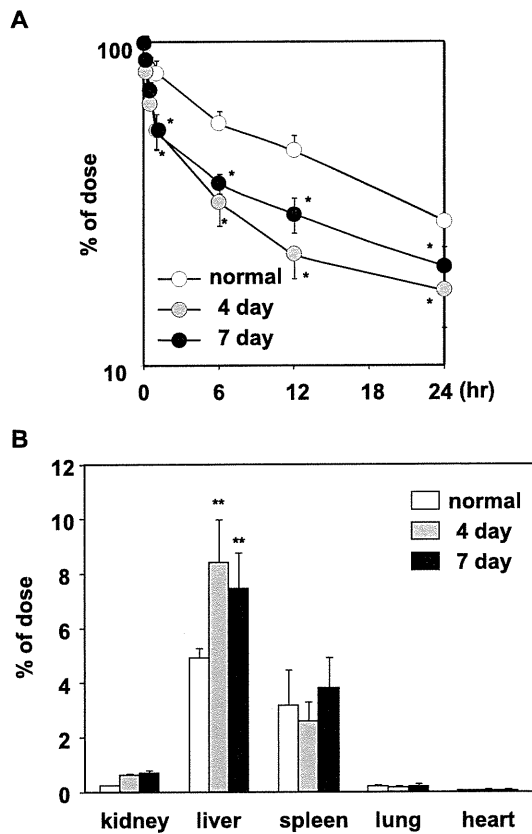 A
100
% of dose
*
*
*
*
*
*
*
*
normal
4 day
7 day
10
0 6 12 18 24 (hr)
B
12
10
8
6
4
2
0
% of dose
**
**
normal
4 day
7 day
kidney liver spleen lung heart